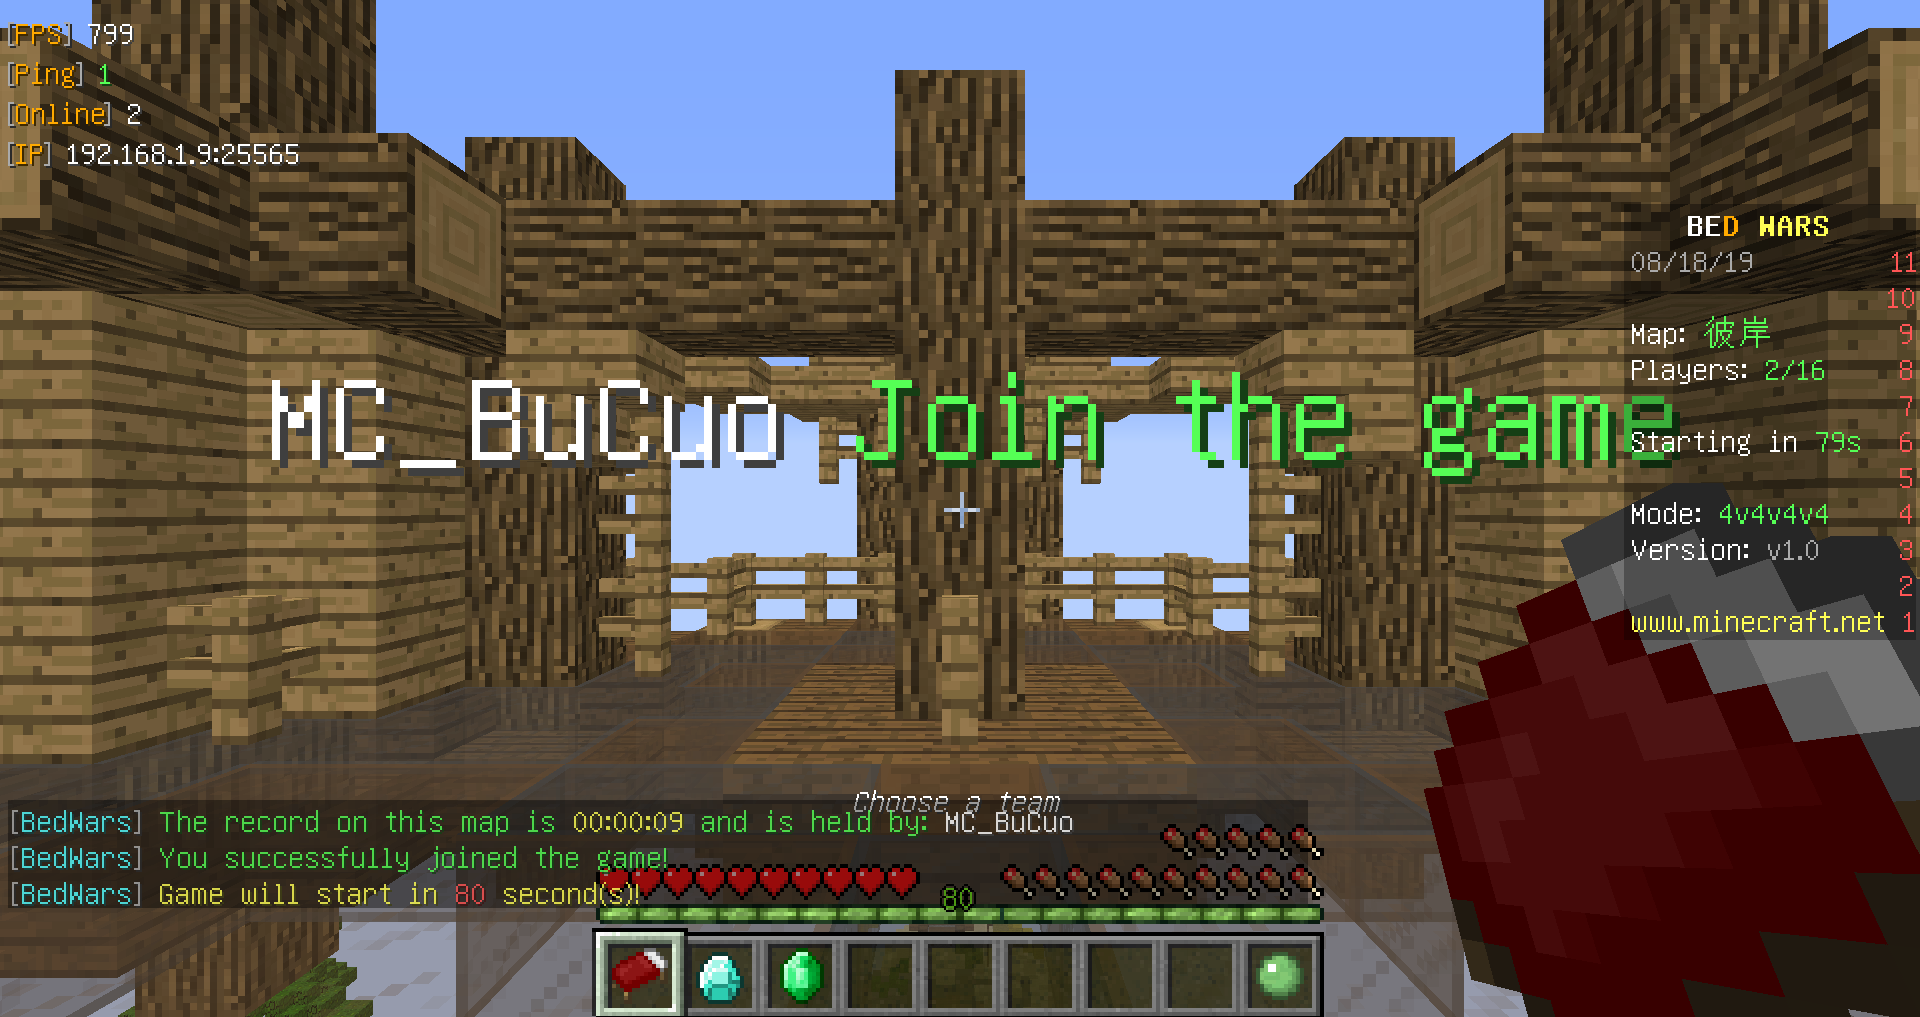 [FPS] 799
[Ping] 1
[Online] 2
[IP] 192.168.1.9:25565
BED WARS
08/18/19 11
10
Map: 彼岸 9
Players: 2/16 8
7
Starting in 79s 6
5
Mode: 4v4v4v4 4
Version: v1.0 3
2
www.minecraft.net 1
MC_BuCuo Join the game
Choose a team
[BedWars] The record on this map is 00:00:09 and is held by: MC_BuCuo
[BedWars] You successfully joined the game!
[BedWars] Game will start in 80 second(s)!
80